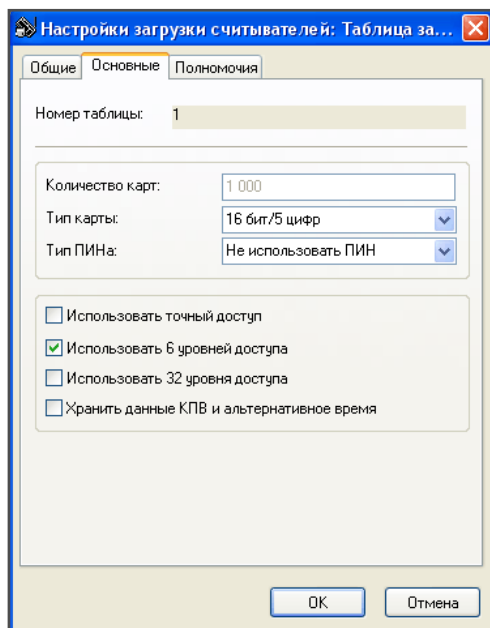 Настройки загрузки считывателей: Таблица за...
Общие Основные Полномочия
Номер таблицы: 1
Количество карт: 1 000
Тип карты: 16 бит/5 цифр
Тип ПИНа: Не использовать ПИН
Использовать точный доступ
Использовать 6 уровней доступа
Использовать 32 уровня доступа
Хранить данные КПВ и альтернативное время
OK Отмена